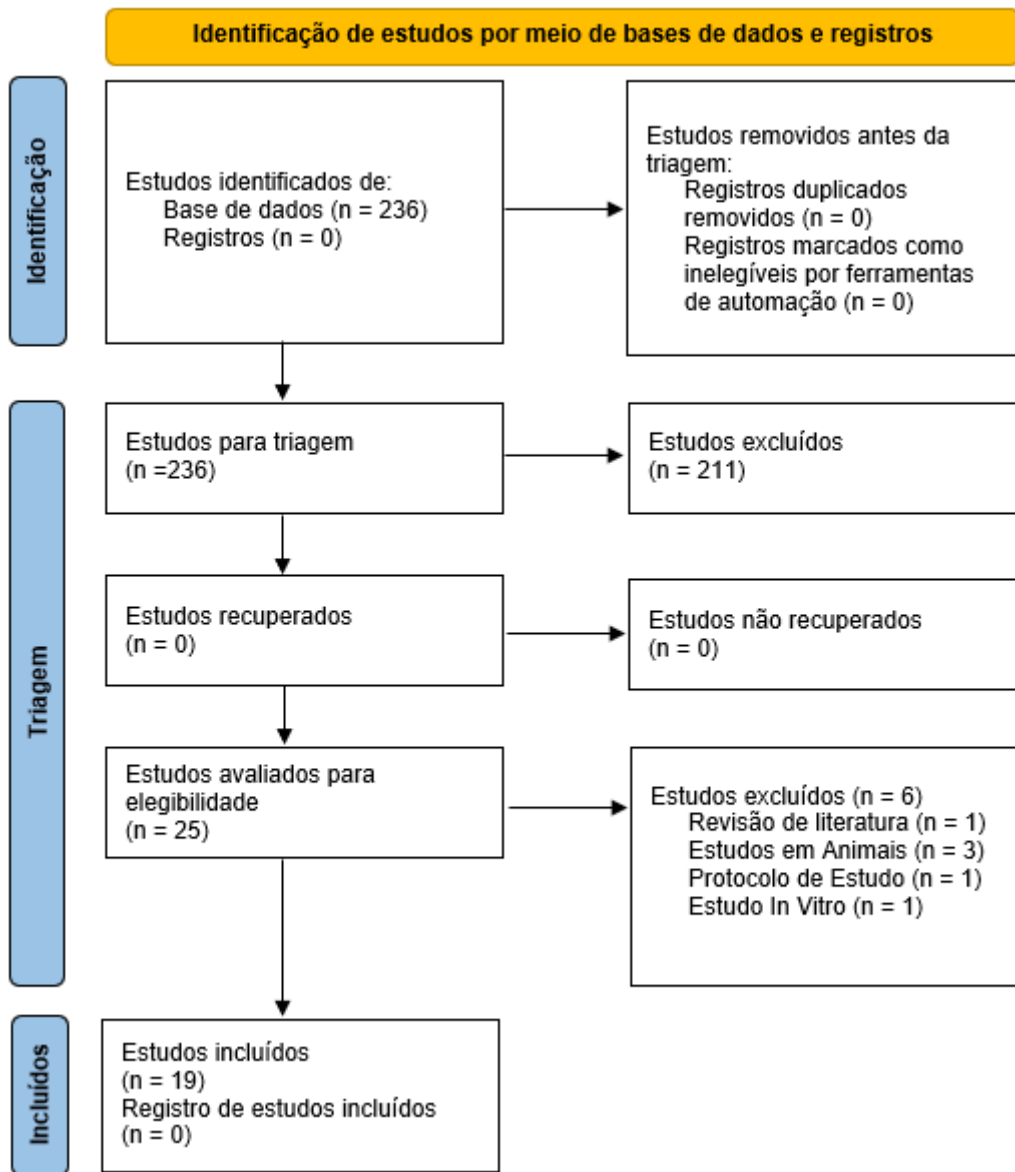 Identificação de estudos por meio de bases de dados e registros
Identificação
Estudos identificados de:
Base de dados (n = 236)
Registros (n = 0)
Estudos removidos antes da
triagem:
Registros duplicados
removidos (n = 0)
Registros marcados como
inelegíveis por ferramentas
de automação (n = 0)
Triagem
Estudos para triagem
(n =236)
Estudos excluídos
(n = 211)
Estudos recuperados
(n = 0)
Estudos não recuperados
(n = 0)
Estudos avaliados para
elegibilidade
(n = 25)
Estudos excluídos (n = 6)
Revisão de literatura (n = 1)
Estudos em Animais (n = 3)
Protocolo de Estudo (n = 1)
Estudo In Vitro (n = 1)
Incluídos
Estudos incluídos
(n = 19)
Registro de estudos incluídos
(n = 0)